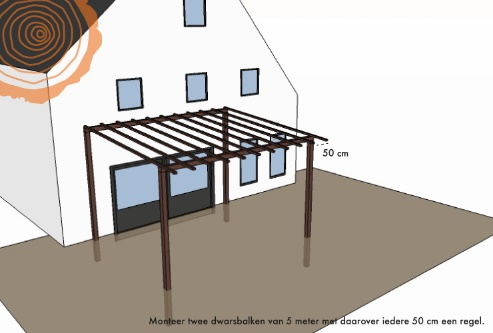 50 cm
Monteer twee dwarsbalken van 5 meter met daarover iedere 50 cm een regel.